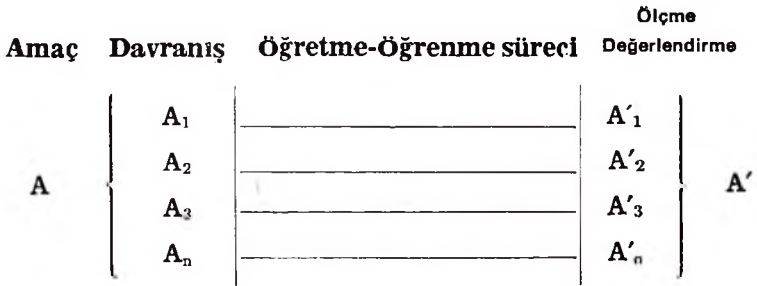 Ölçme
Amaç Davranış Öğretme-Öğrenme süreci Değerlendirme
A₁ A′₁
A₂ A′₂
A A′
A₃ A′₃
Aₙ A′ₙ